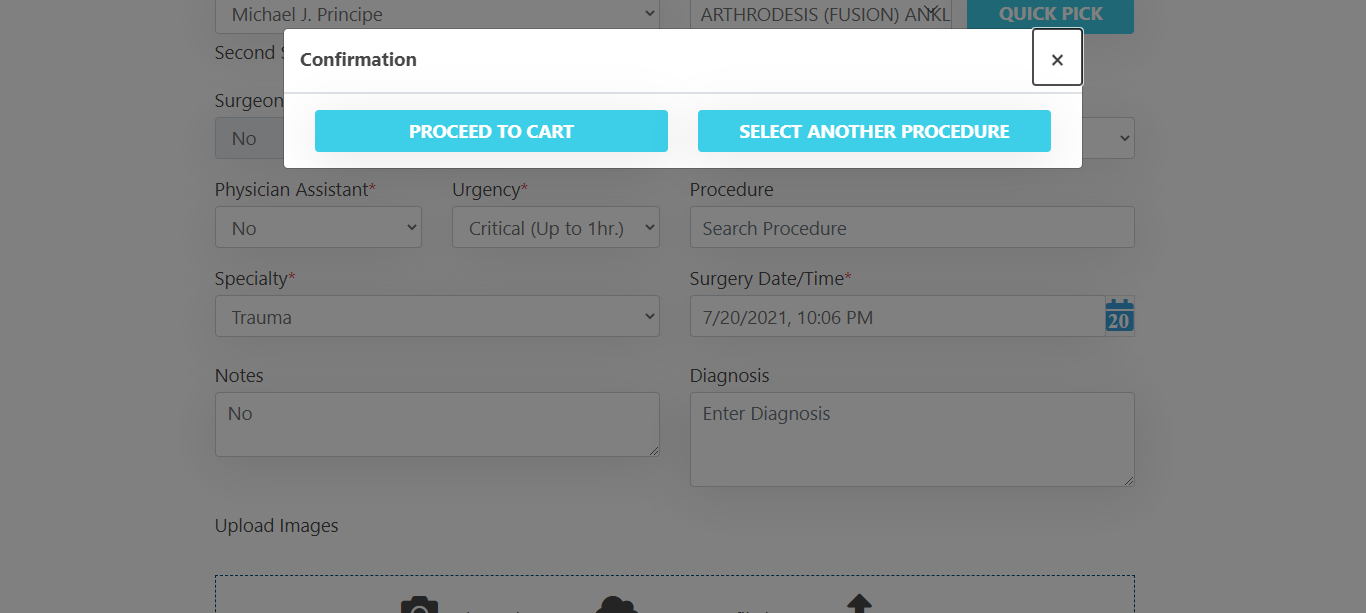 Michael J. Principe
ARTHRODESIS (FUSION) ANKL
QUICK PICK
Second
Confirmation
×
Surgeon
PROCEED TO CART
SELECT ANOTHER PROCEDURE
No
Physician Assistant*
Urgency*
Procedure
No
Critical (Up to 1hr.)
Search Procedure
Specialty*
Surgery Date/Time*
Trauma
7/20/2021, 10:06 PM
20
Notes
Diagnosis
No
Enter Diagnosis
Upload Images